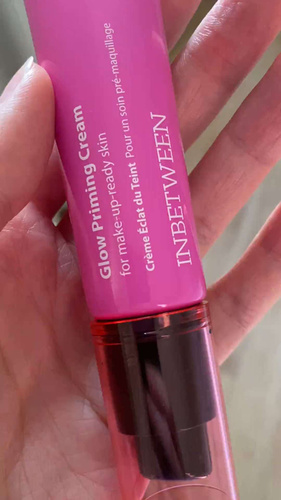 Glow Priming Cream
for make-up-ready skin
Crème Éclat du Teint Pour un soin pré-maquillage
INBETWEEN